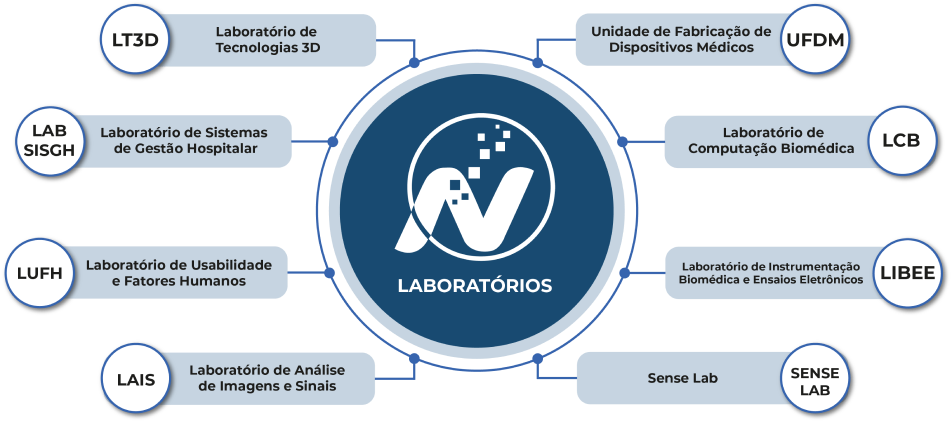 LT3D
Laboratório de
Tecnologias 3D
LAB
SISGH
Laboratório de Sistemas
de Gestão Hospitalar
LUFH
Laboratório de Usabilidade
e Fatores Humanos
LAIS
Laboratório de Análise
de Imagens e Sinais
LABORATÓRIOS
Unidade de Fabricação de
Dispositivos Médicos
UFDM
Laboratório de
Computação Biomédica
LCB
Laboratório de Instrumentação
Biomédica e Ensaios Eletrônicos
LIBEE
Sense Lab
SENSE
LAB